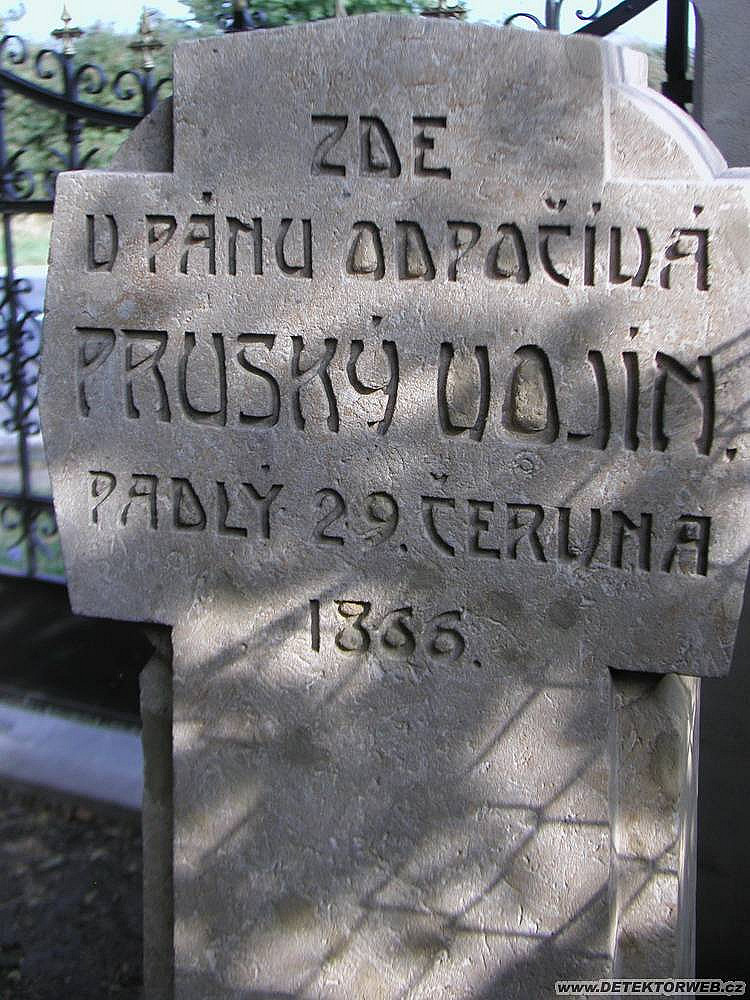 ZDE
V PÁNU ODPOČÍVÁ
PRUSKÝ VOJÍN.
PADLÝ 29. ČERVNA
1866.
www.DETEKTORWEB.cz